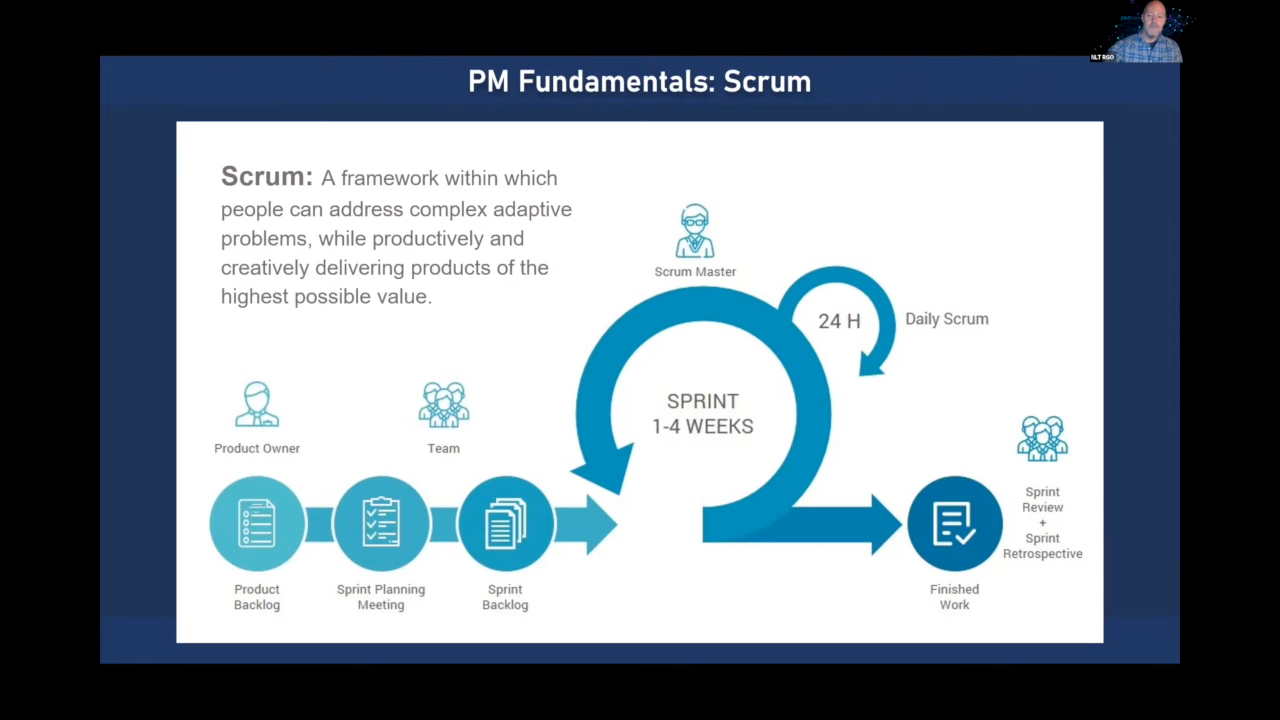 PM Fundamentals: Scrum
NLT RGO
Scrum: A framework within which
people can address complex adaptive
problems, while productively and
creatively delivering products of the
highest possible value.
Scrum Master
24 H
Daily Scrum
SPRINT
1-4 WEEKS
Product Owner
Team
Product
Backlog
Sprint Planning
Meeting
Sprint
Backlog
Finished
Work
Sprint
Review
+
Sprint
Retrospective